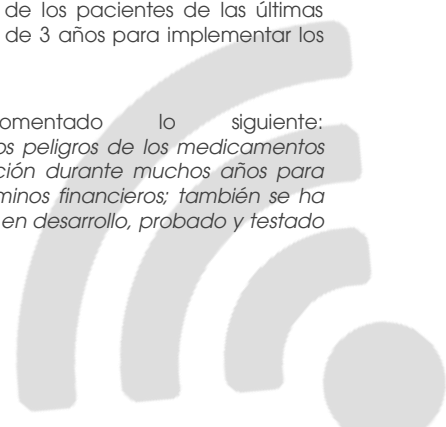 de los pacientes de las últimas
de 3 años para implementar los
omentado lo siguiente:
os peligros de los medicamentos
ción durante muchos años para
minos financieros; también se ha
en desarrollo, probado y testado